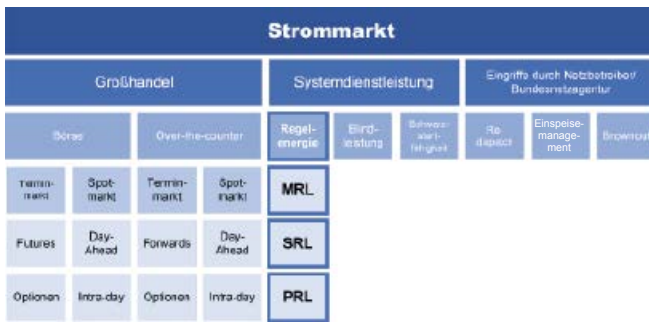 Strommarkt
Großhandel
Systemdienstleistung
Eingriffe durch Netzbetreiber/
Bundesnetzagentur
Börse
Over-the-counter
Regel-
energie
Blind-
leistung
Schwarz-
start-
fähigkeit
Re-
dispatch
Einspeise-
manage-
ment
Brownout
Termin-
markt
Spot-
markt
Termin-
markt
Spot-
markt
MRL
Futures
Day-
Ahead
Forwards
Day-
Ahead
SRL
Optionen
Intra-day
Optionen
Intra-day
PRL